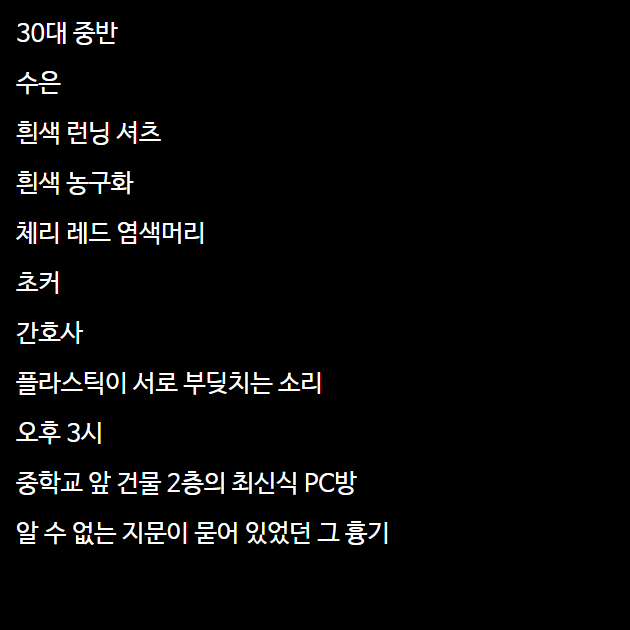 30대 중반
수은
흰색 런닝 셔츠
흰색 농구화
체리 레드 염색머리
초커
간호사
플라스틱이 서로 부딪치는 소리
오후 3시
중학교 앞 건물 2층의 최신식 PC방
알 수 없는 지문이 묻어 있었던 그 흉기